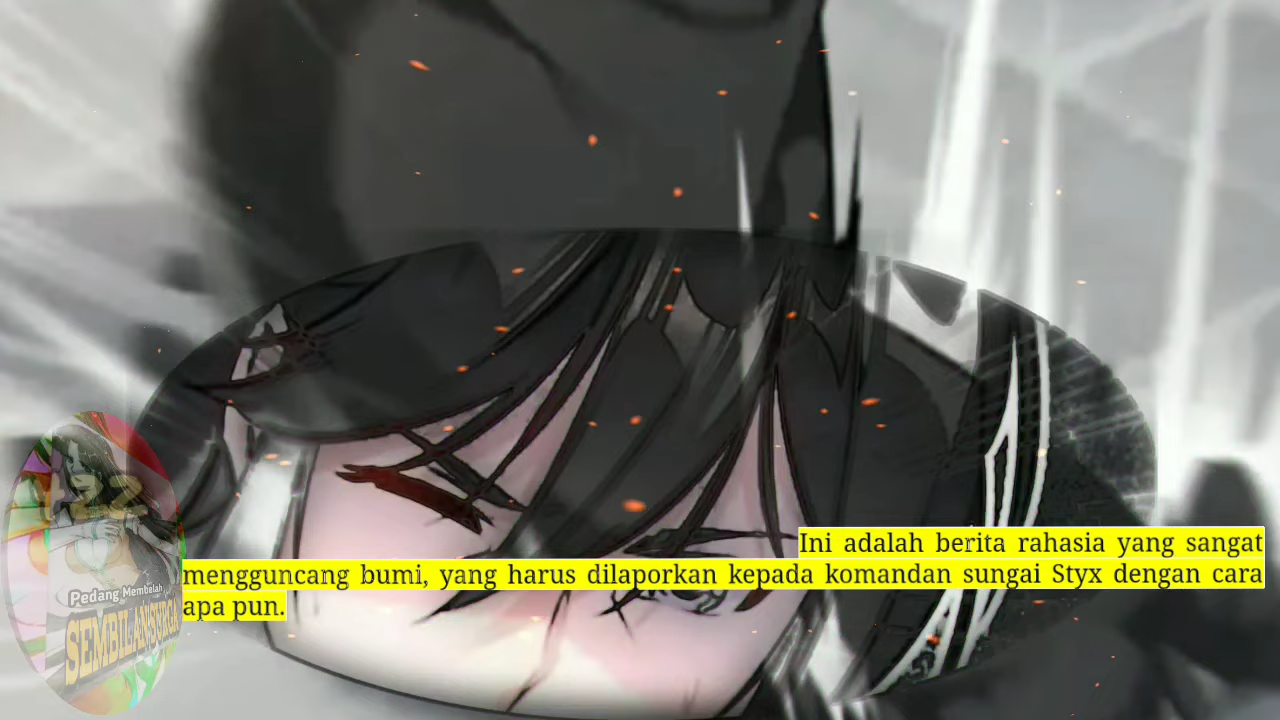 Ini adalah berita rahasia yang sangat
mengguncang bumi, yang harus dilaporkan kepada komandan sungai Styx dengan cara
apa pun.
Pedang Membelah
SEMBILAN SURGA